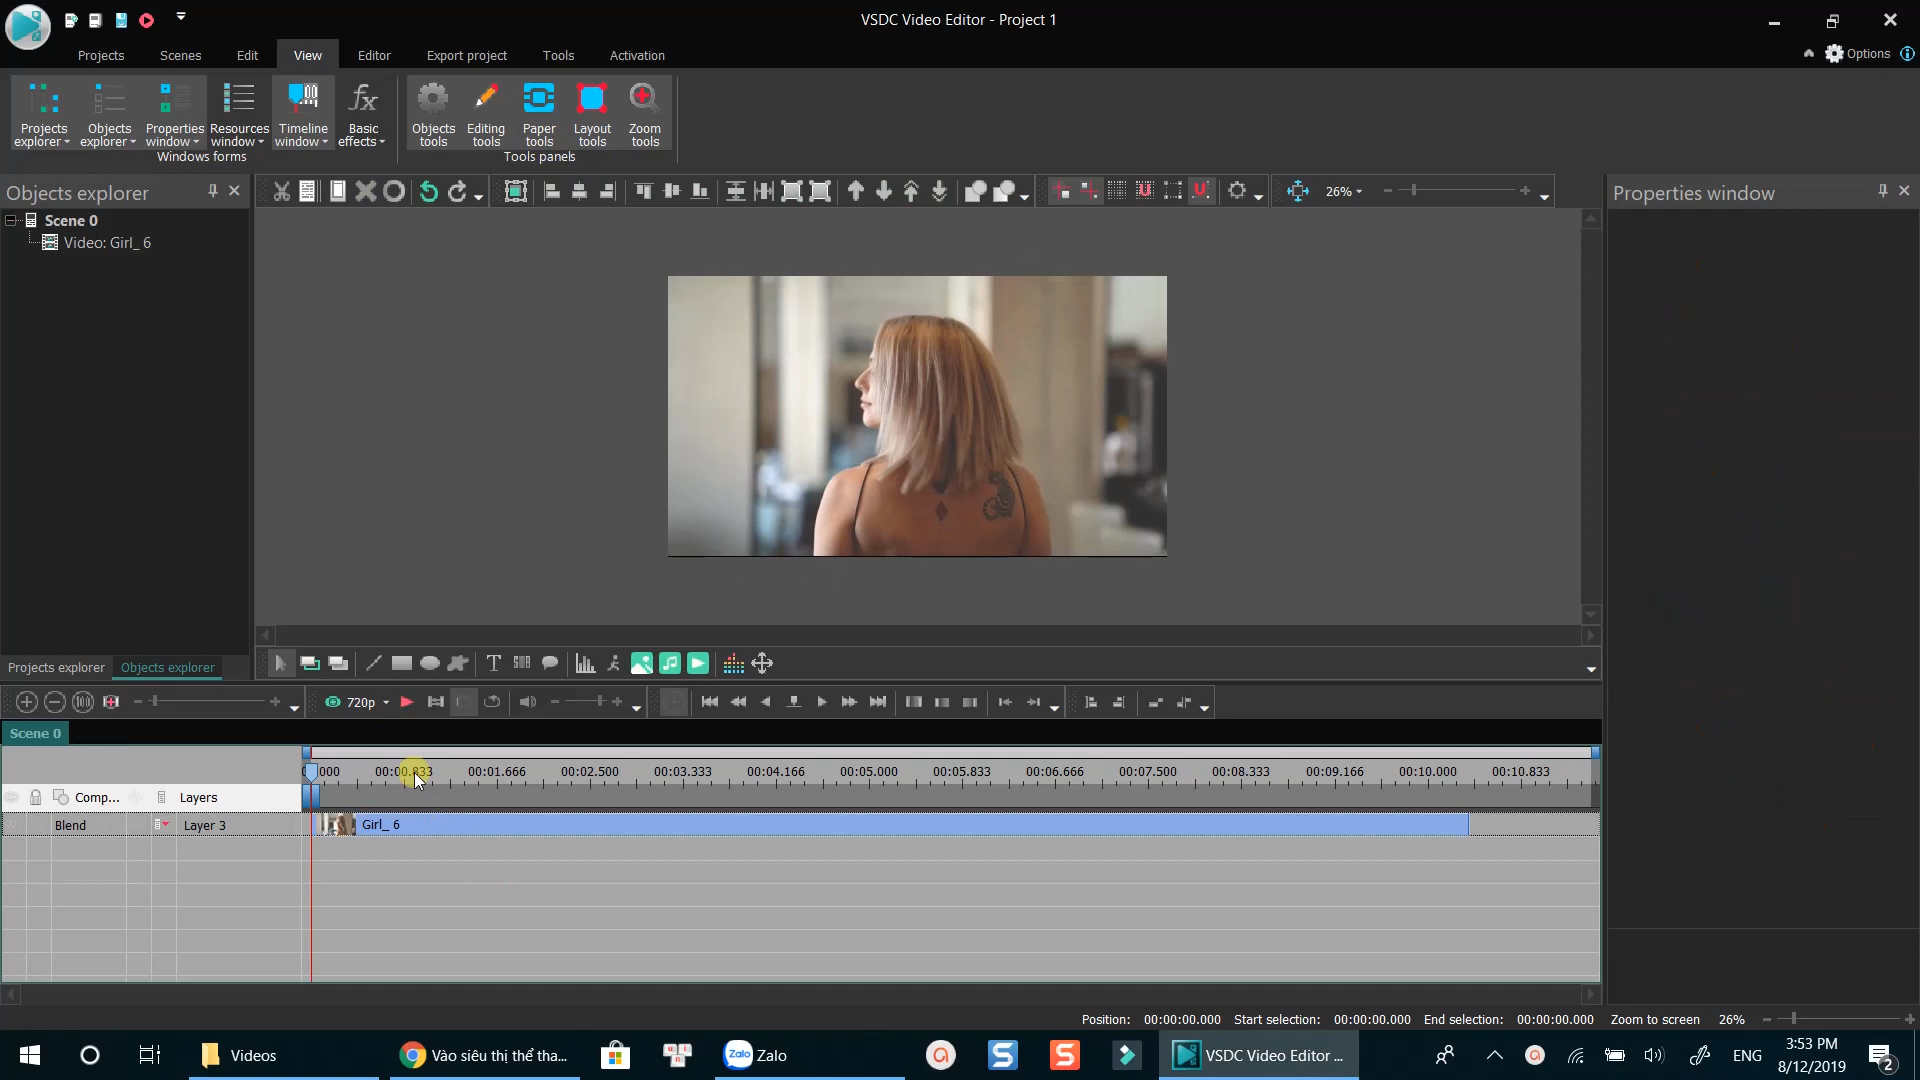 VSDC Video Editor - Project 1
Projects Scenes Edit View Editor Export project Tools Activation
Options
Projects explorer
Objects explorer
Properties window
Resources window
Timeline window
Basic effects
Objects tools
Editing tools
Paper tools
Layout tools
Zoom tools
Windows forms
Tools panels
Objects explorer
26%
Properties window
Scene 0
Video: Girl_ 6
Projects explorer Objects explorer
T
720p
Scene 0
000 00:00.833 00:01.666 00:02.500 00:03.333 00:04.166 00:05.000 00:05.833 00:06.666 00:07.500 00:08.333 00:09.166 00:10.000 00:10.833
Comp... Layers
Blend Layer 3 Girl_ 6
Position: 00:00:00.000 Start selection: 00:00:00.000 End selection: 00:00:00.000 Zoom to screen 26%
Videos
Vào siêu thị thể tha...
Zalo Zalo
VSDC Video Editor ...
ENG
3:53 PM
8/12/2019
2